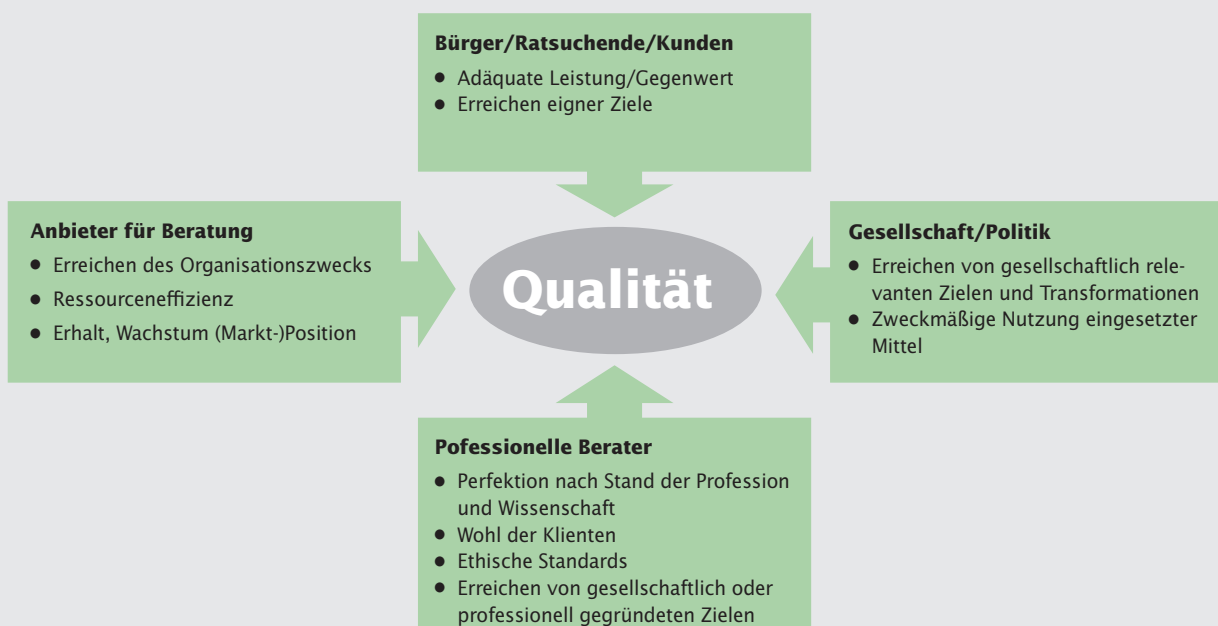 Bürger/Ratsuchende/Kunden
● Adäquate Leistung/Gegenwert
● Erreichen eigner Ziele
Anbieter für Beratung
● Erreichen des Organisationszwecks
● Ressourceneffizienz
● Erhalt, Wachstum (Markt-)Position
Qualität
Gesellschaft/Politik
● Erreichen von gesellschaftlich rele-
vanten Zielen und Transformationen
● Zweckmäßige Nutzung eingesetzter
Mittel
Pofessionelle Berater
● Perfektion nach Stand der Profession
und Wissenschaft
● Wohl der Klienten
● Ethische Standards
● Erreichen von gesellschaftlich oder
professionell gegründeten Zielen